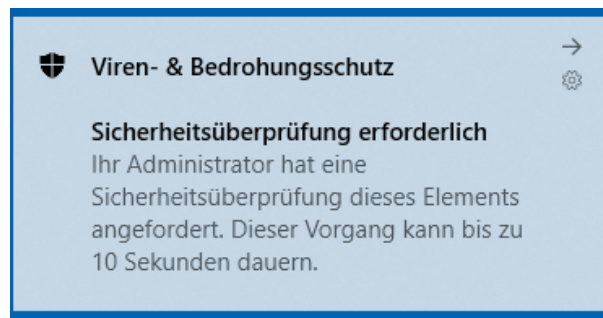 Viren- & Bedrohungsschutz
Sicherheitsüberprüfung erforderlich
Ihr Administrator hat eine
Sicherheitsüberprüfung dieses Elements
angefordert. Dieser Vorgang kann bis zu
10 Sekunden dauern.